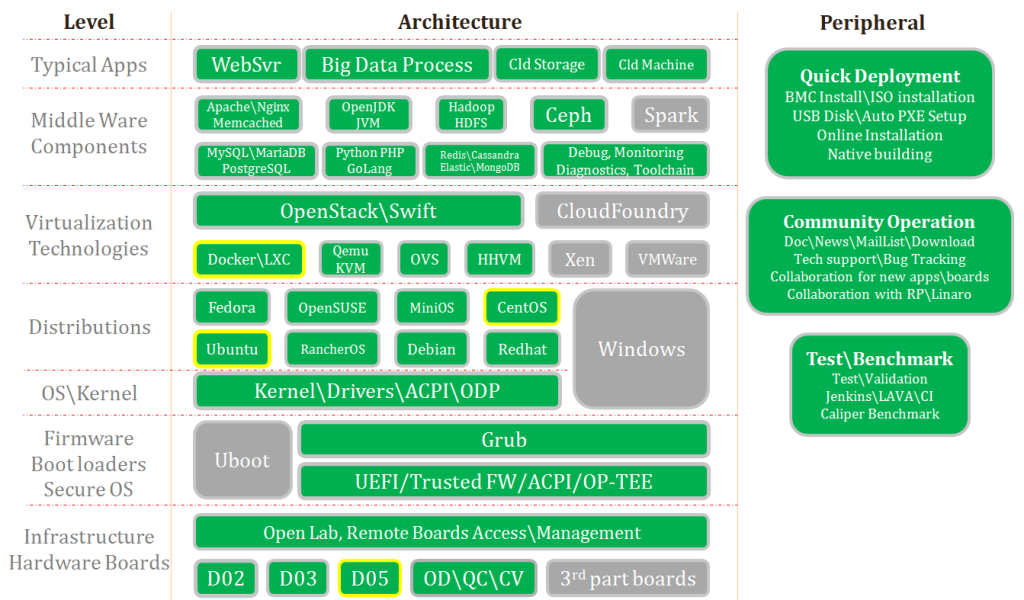 Level
Architecture
Peripheral
Typical Apps
WebSvr
Big Data Process
Cld Storage
Cld Machine
Middle Ware
Components
Apache\Nginx
Memcached
OpenJDK
JVM
Hadoop
HDFS
Ceph
Spark
MySQL\MariaDB
PostgreSQL
Python PHP
GoLang
Redis\Cassandra
Elastic\MongoDB
Debug, Monitoring
Diagnostics, Toolchain
Virtualization
Technologies
OpenStack\Swift
CloudFoundry
Docker\LXC
Qemu
KVM
OVS
HHVM
Xen
VMWare
Distributions
Fedora
OpenSUSE
MiniOS
CentOS
Ubuntu
RancherOS
Debian
Redhat
Windows
OS\Kernel
Kernel\Drivers\ACPI\ODP
Firmware
Boot loaders
Secure OS
Uboot
Grub
UEFI/Trusted FW/ACPI/OP-TEE
Infrastructure
Hardware Boards
Open Lab, Remote Boards Access\Management
D02
D03
D05
OD\QC\CV
3rd part boards
Quick Deployment
BMC Install\ISO installation
USB Disk\Auto PXE Setup
Online Installation
Native building
Community Operation
Doc\News\MailList\Download
Tech support\Bug Tracking
Collaboration for new apps\boards
Collaboration with RP\Linaro
Test\Benchmark
Test\Validation
Jenkins\LAVA\CI
Caliper Benchmark